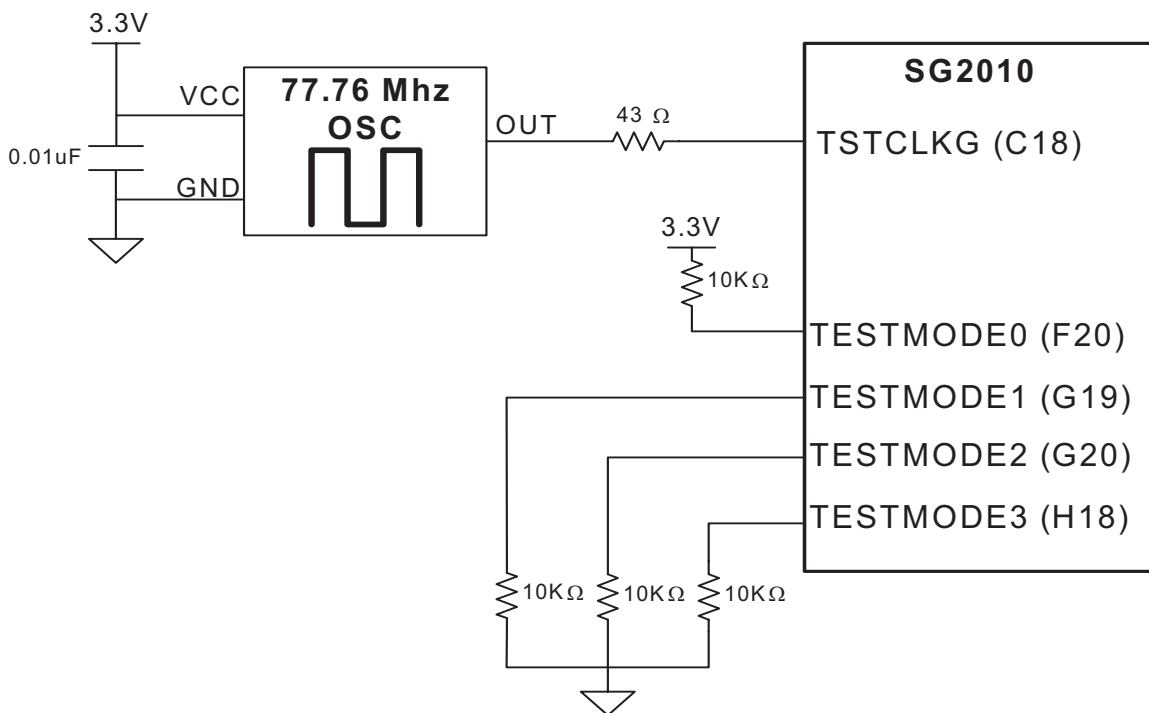 3.3V
VCC
0.01uF
GND
77.76 Mhz
OSC
OUT
43 Ω
SG2010
TSTCLKG (C18)
3.3V
10KΩ
TESTMODE0 (F20)
TESTMODE1 (G19)
TESTMODE2 (G20)
TESTMODE3 (H18)
10KΩ
10KΩ
10KΩ